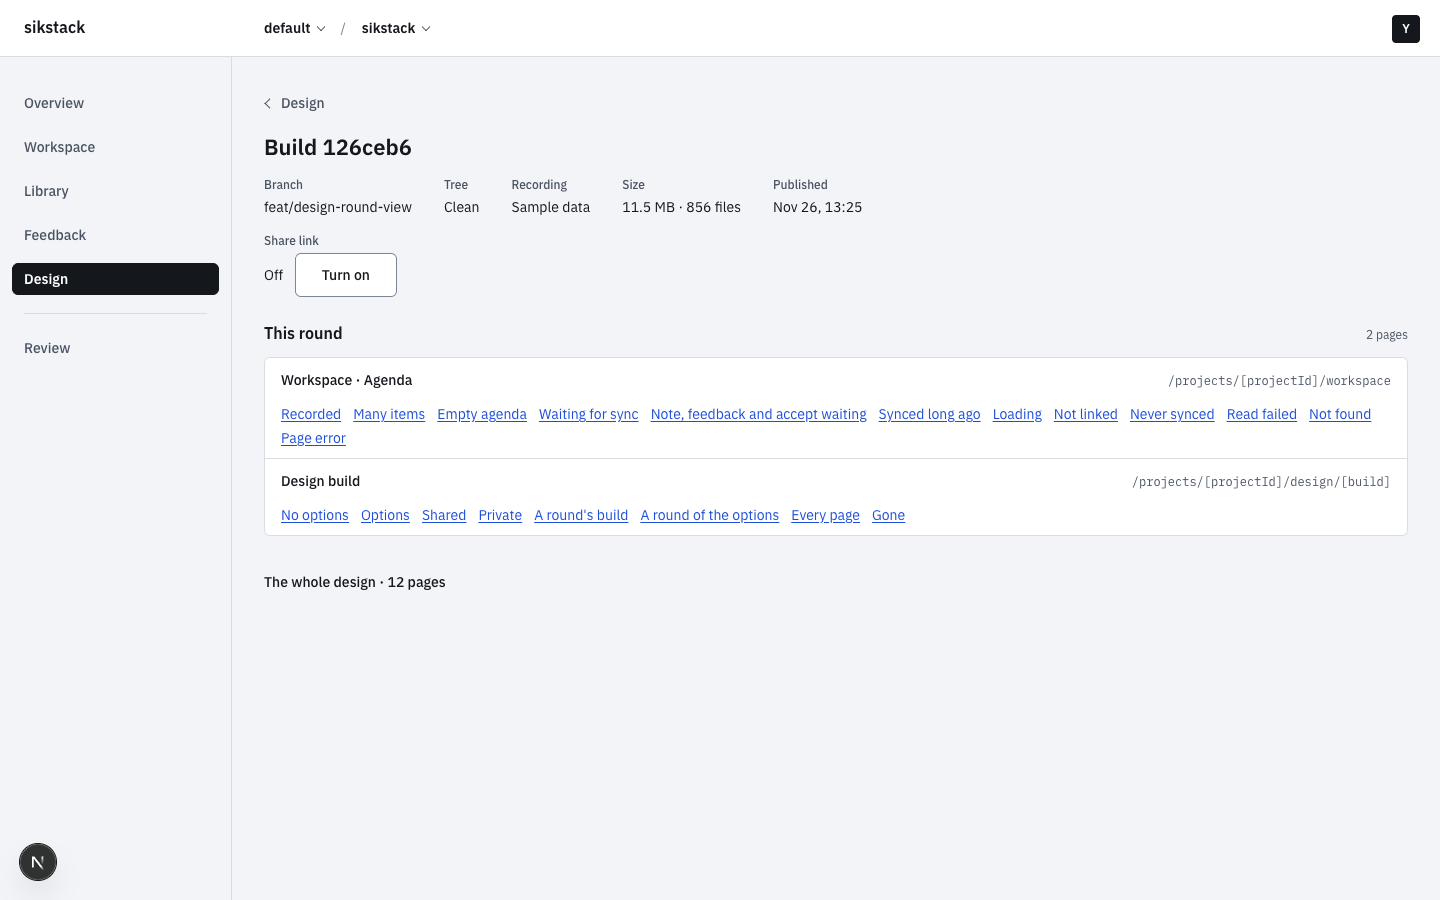 sikstack
default / sikstack
Y
Overview
Workspace
Library
Feedback
Design
Review
Design
Build 126ceb6
Branch
feat/design-round-view
Tree
Clean
Recording
Sample data
Size
11.5 MB · 856 files
Published
Nov 26, 13:25
Share link
Off
Turn on
This round
2 pages
Workspace · Agenda
/projects/[projectId]/workspace
Recorded Many items Empty agenda Waiting for sync Note, feedback and accept waiting Synced long ago Loading Not linked Never synced Read failed Not found
Page error
Design build
/projects/[projectId]/design/[build]
No options Options Shared Private A round's build A round of the options Every page Gone
The whole design · 12 pages
N